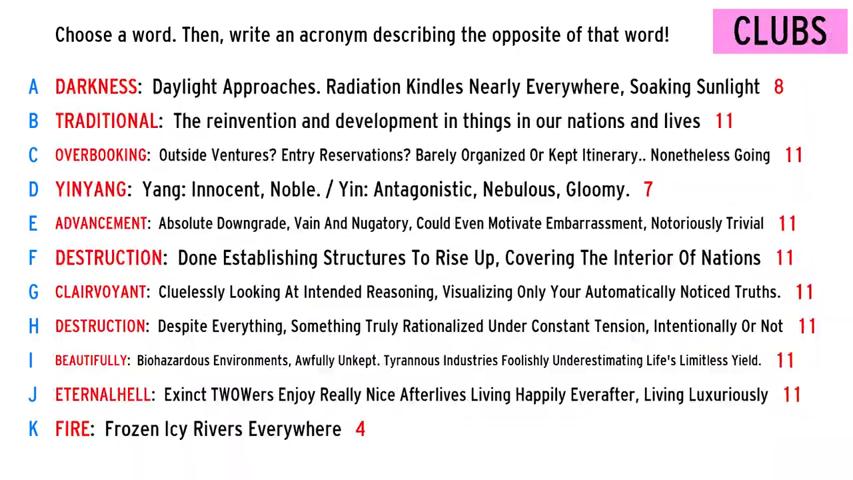 Choose a word. Then, write an acronym describing the opposite of that word!
CLUBS
A DARKNESS: Daylight Approaches. Radiation Kindles Nearly Everywhere, Soaking Sunlight 8
B TRADITIONAL: The reinvention and development in things in our nations and lives 11
C OVERBOOKING: Outside Ventures? Entry Reservations? Barely Organized Or Kept Itinerary.. Nonetheless Going 11
D YINYANG: Yang: Innocent, Noble. / Yin: Antagonistic, Nebulous, Gloomy. 7
E ADVANCEMENT: Absolute Downgrade, Vain And Nugatory, Could Even Motivate Embarrassment, Notoriously Trivial 11
F DESTRUCTION: Done Establishing Structures To Rise Up, Covering The Interior Of Nations 11
G CLAIRVOYANT: Cluelessly Looking At Intended Reasoning, Visualizing Only Your Automatically Noticed Truths. 11
H DESTRUCTION: Despite Everything, Something Truly Rationalized Under Constant Tension, Intentionally Or Not 11
I BEAUTIFULLY: Biohazardous Environments, Awfully Unkept. Tyrannous Industries Foolishly Underestimating Life's Limitless Yield. 11
J ETERNALHELL: Exinct TWOWers Enjoy Really Nice Afterlives Living Happily Everafter, Living Luxuriously 11
K FIRE: Frozen Icy Rivers Everywhere 4